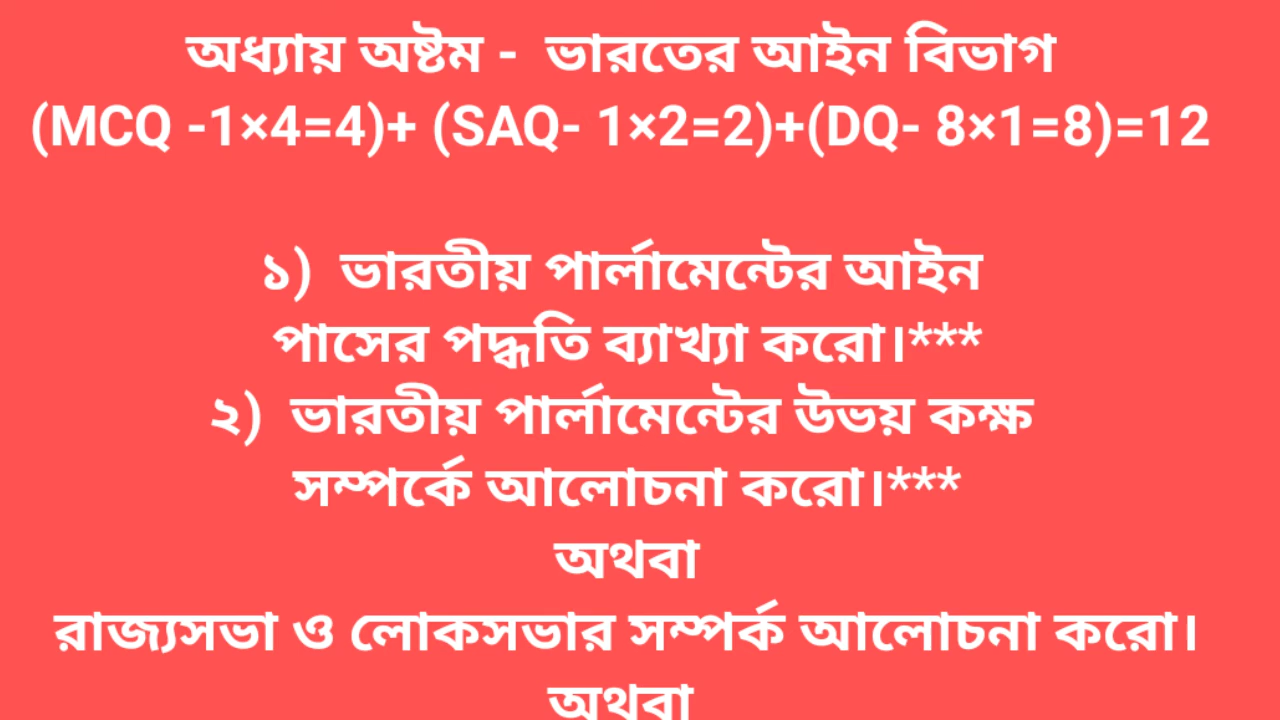 অধ্যায় অষ্টম - ভারতের আইন বিভাগ
(MCQ -1×4=4)+ (SAQ- 1×2=2)+(DQ- 8×1=8)=12
১) ভারতীয় পার্লামেন্টের আইন
পাসের পদ্ধতি ব্যাখ্যা করো।***
২) ভারতীয় পার্লামেন্টের উভয় কক্ষ
সম্পর্কে আলোচনা করো।***
অথবা
রাজ্যসভা ও লোকসভার সম্পর্ক আলোচনা করো।
অথবা